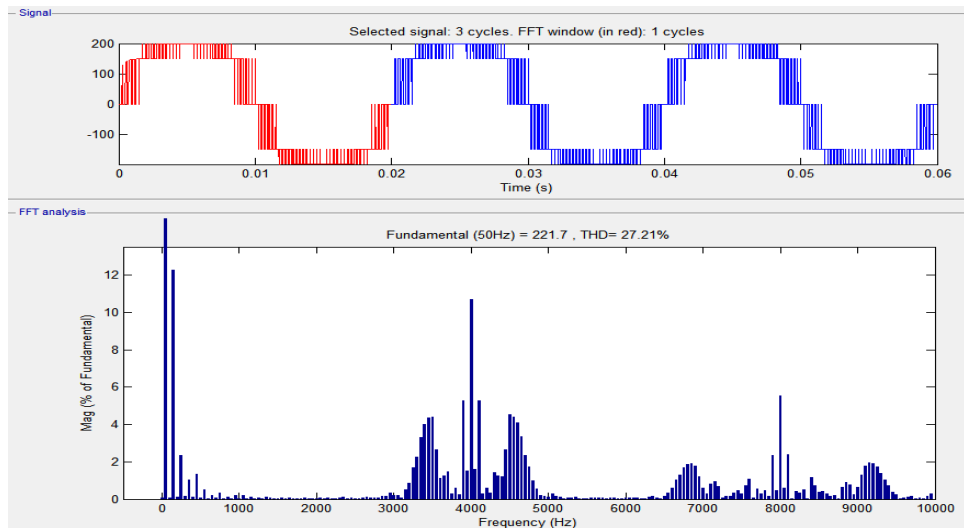 Signal
Selected signal: 3 cycles. FFT window (in red): 1 cycles
200
100
0
-100
0 0.01 0.02 0.03 0.04 0.05 0.06
Time (s)
FFT analysis
Fundamental (50Hz) = 221.7 , THD= 27.21%
Mag (% of Fundamental)
12
10
8
6
4
2
0
0 1000 2000 3000 4000 5000 6000 7000 8000 9000 10000
Frequency (Hz)